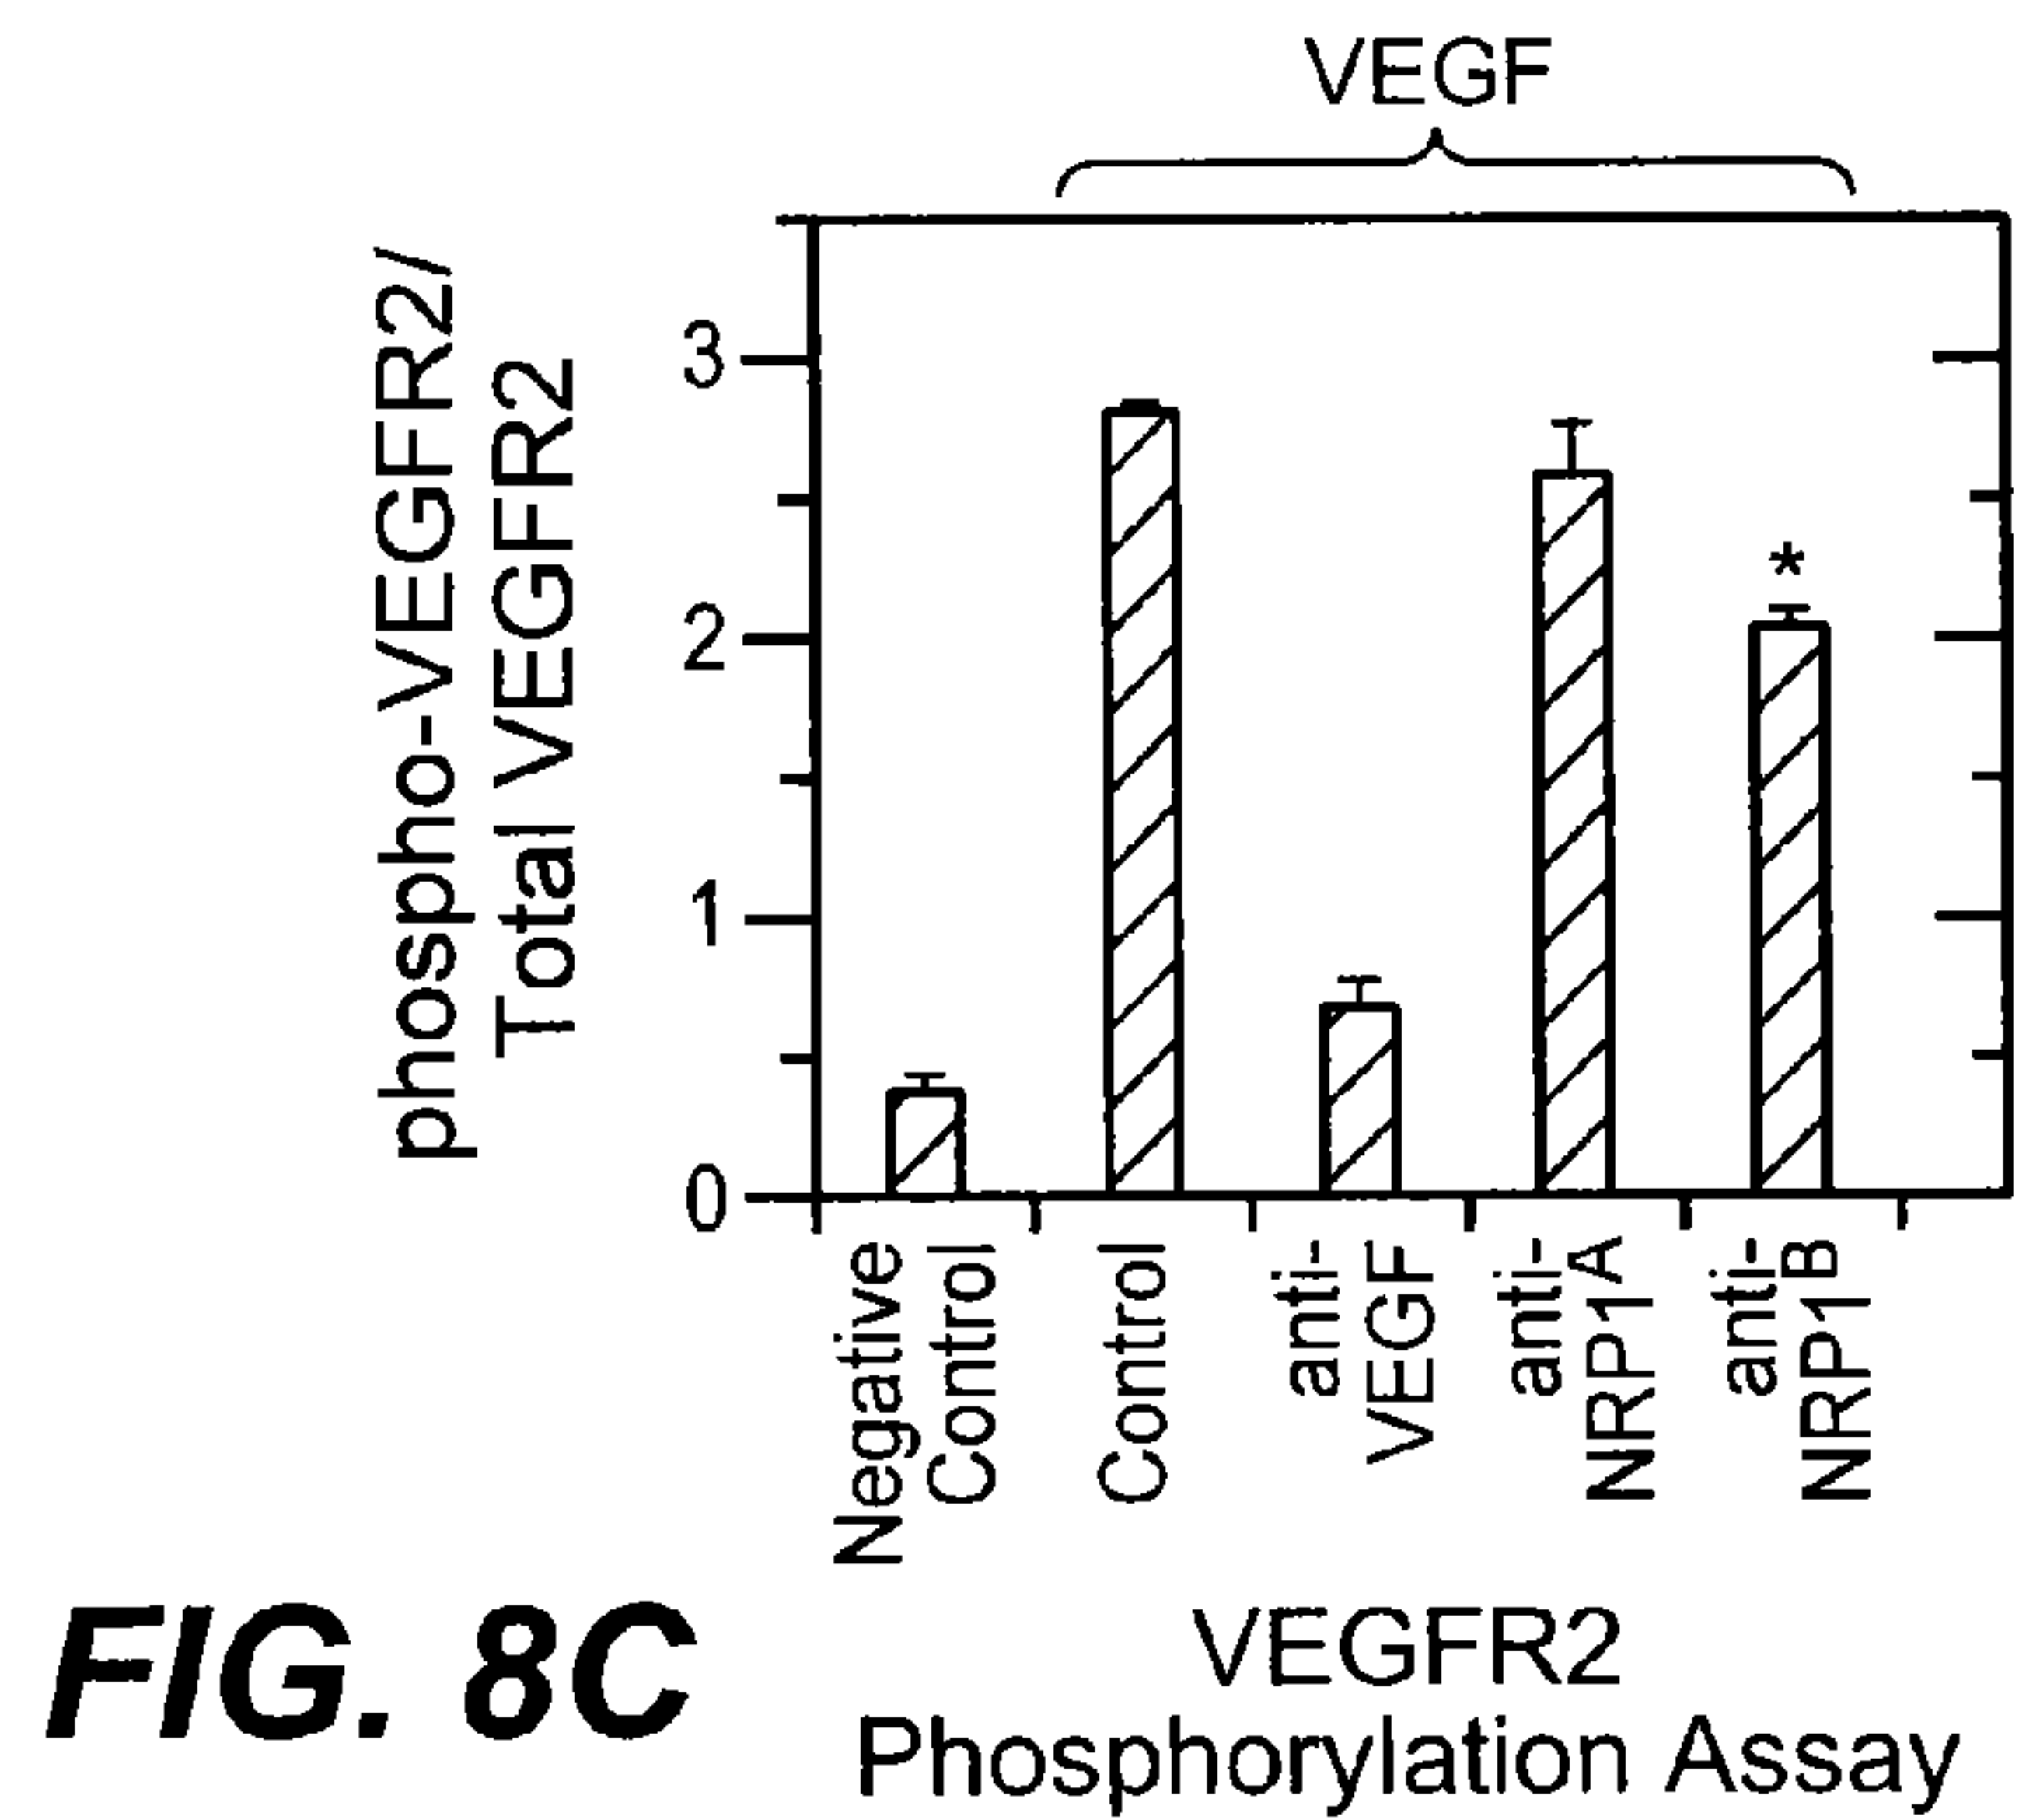 VEGF
phospho-VEGFR2/
Total VEGFR2
3
2
1
0
Negative
Control
Control
anti-
VEGF
anti-
NRP1A
anti-
NRP1B
*
FIG. 8C
VEGFR2
Phosphorylation Assay